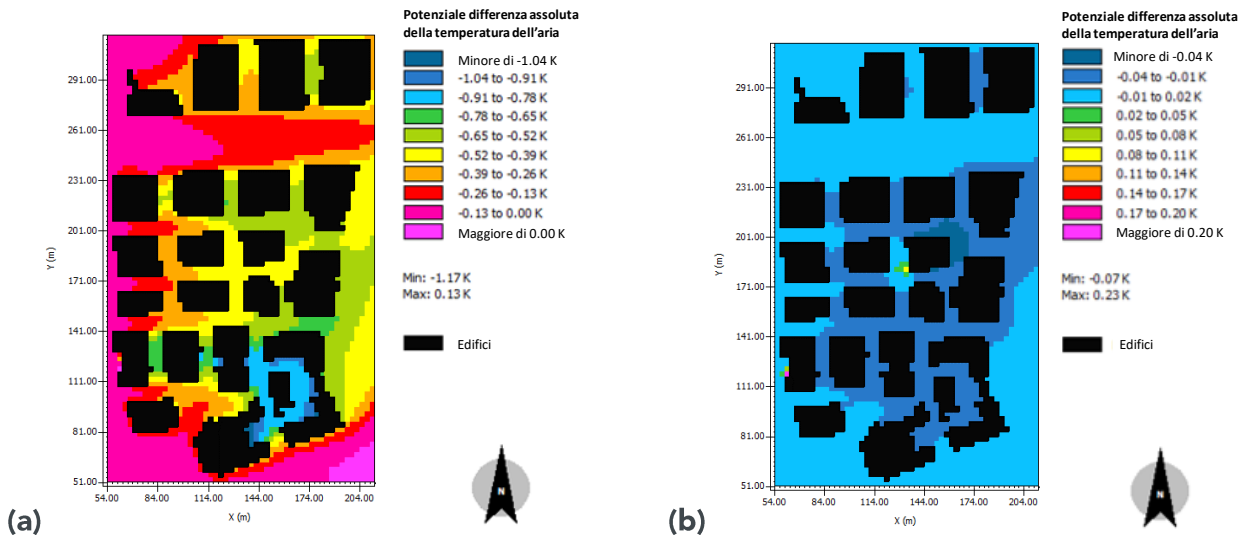 Potenziale differenza assoluta
della temperatura dell'aria
Minore di -1.04 K
-1.04 to -0.91 K
-0.91 to -0.78 K
-0.78 to -0.65 K
-0.65 to -0.52 K
-0.52 to -0.39 K
-0.39 to -0.26 K
-0.26 to -0.13 K
-0.13 to 0.00 K
Maggiore di 0.00 K
Min: -1.17 K
Max: 0.13 K
Edifici
291.00
261.00
231.00
201.00
171.00
141.00
111.00
81.00
51.00
Y (m)
54.00 84.00 114.00 144.00 174.00 204.00
X (m)
N
(a)
Potenziale differenza assoluta
della temperatura dell'aria
Minore di -0.04 K
-0.04 to -0.01 K
-0.01 to 0.02 K
0.02 to 0.05 K
0.05 to 0.08 K
0.08 to 0.11 K
0.11 to 0.14 K
0.14 to 0.17 K
0.17 to 0.20 K
Maggiore di 0.20 K
Min: -0.07 K
Max: 0.23 K
Edifici
291.00
261.00
231.00
201.00
171.00
141.00
111.00
81.00
51.00
Y (m)
54.00 84.00 114.00 144.00 174.00 204.00
X (m)
N
(b)